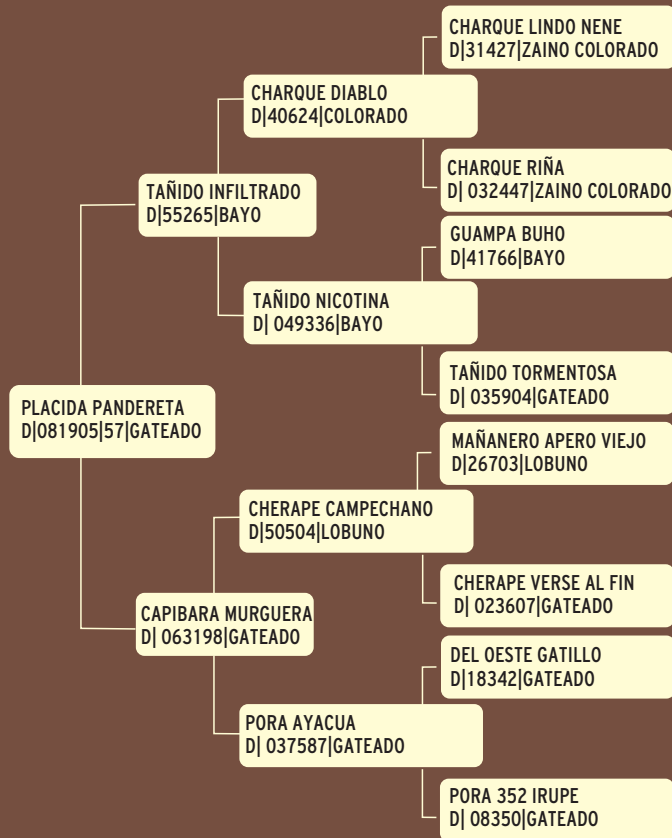 CHARQUE LINDO NENE
D|31427|ZAINO COLORADO
CHARQUE DIABLO
D|40624|COLORADO
CHARQUE RIÑA
D| 032447|ZAINO COLORADO
TAÑIDO INFILTRADO
D|55265|BAYO
GUAMPA BUHO
D|41766|BAYO
TAÑIDO NICOTINA
D| 049336|BAYO
TAÑIDO TORMENTOSA
D| 035904|GATEADO
PLACIDA PANDERETA
D|081905|57|GATEADO
MAÑANERO APERO VIEJO
D|26703|LOBUNO
CHERAPE CAMPECHANO
D|50504|LOBUNO
CHERAPE VERSE AL FIN
D| 023607|GATEADO
CAPIBARA MURGUERA
D| 063198|GATEADO
DEL OESTE GATILLO
D|18342|GATEADO
PORA AYACUA
D| 037587|GATEADO
PORA 352 IRUPE
D| 08350|GATEADO